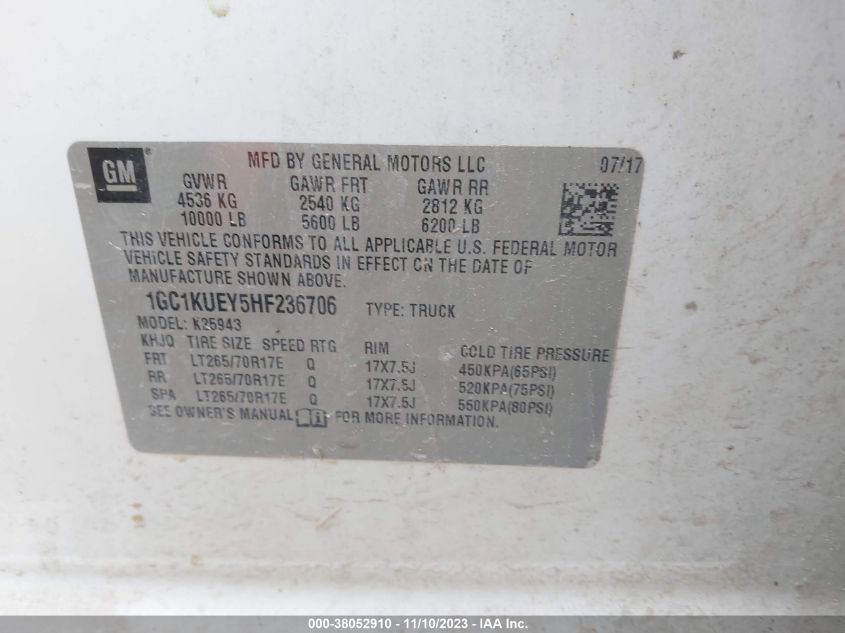 GM
MFD BY GENERAL MOTORS LLC 07/17
GVWR GAWR FRT GAWR RR
4536 KG 2540 KG 2812 KG
10000 LB 5600 LB 6200 LB
THIS VEHICLE CONFORMS TO ALL APPLICABLE U.S. FEDERAL MOTOR
VEHICLE SAFETY STANDARDS IN EFFECT ON THE DATE OF
MANUFACTURE SHOWN ABOVE.
1GC1KUEY5HF236706 TYPE: TRUCK
MODEL: K25943
KHJQ TIRE SIZE SPEED RTG RIM COLD TIRE PRESSURE
FRT LT265/70R17E Q 17X7.5J 450KPA(65PSI)
RR LT265/70R17E Q 17X7.5J 520KPA(75PSI)
SPA LT265/70R17E Q 17X7.5J 550KPA(80PSI)
SEE OWNER'S MANUAL FOR MORE INFORMATION.
000-38052910 - 11/10/2023 - IAA Inc.